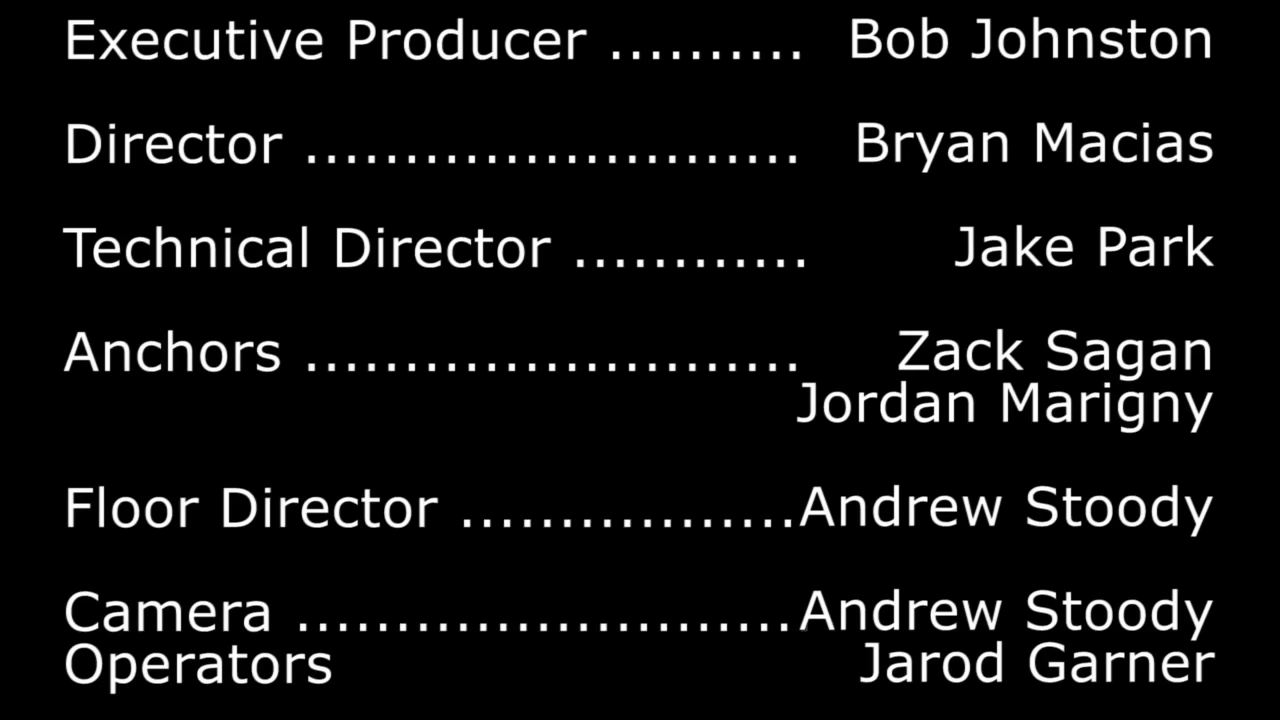 Executive Producer .......... Bob Johnston
Director ......................... Bryan Macias
Technical Director ............ Jake Park
Anchors ......................... Zack Sagan
Jordan Marigny
Floor Director .................Andrew Stoody
Camera .........................Andrew Stoody
Operators Jarod Garner